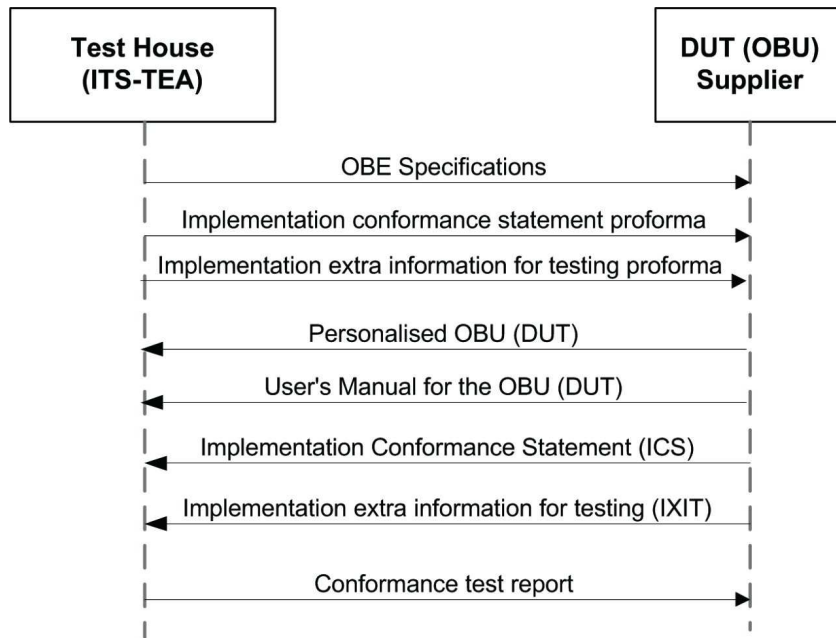 Test House
(ITS-TEA)
DUT (OBU)
Supplier
OBE Specifications
Implementation conformance statement proforma
Implementation extra information for testing proforma
Personalised OBU (DUT)
User's Manual for the OBU (DUT)
Implementation Conformance Statement (ICS)
Implementation extra information for testing (IXIT)
Conformance test report